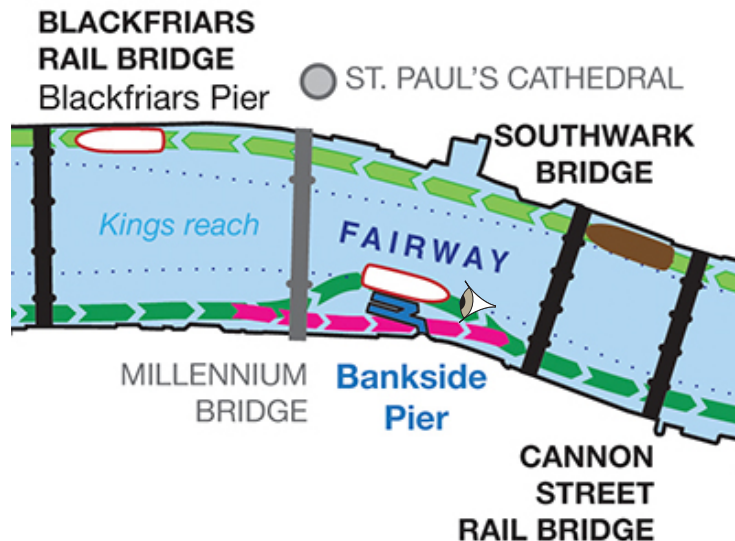 BLACKFRIARS
RAIL BRIDGE
Blackfriars Pier
ST. PAUL'S CATHEDRAL
SOUTHWARK
BRIDGE
Kings reach
FAIRWAY
MILLENNIUM
BRIDGE
Bankside
Pier
CANNON
STREET
RAIL BRIDGE